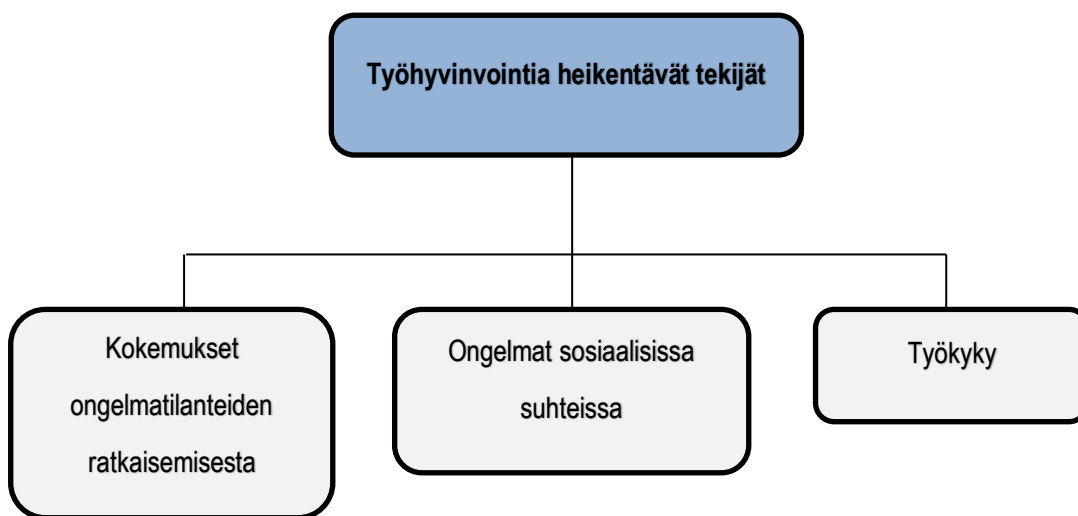 Työhyvinvointia heikentävät tekijät
Kokemukset
ongelmatilanteiden
ratkaisemisesta
Ongelmat sosiaalisissa
suhteissa
Työkyky